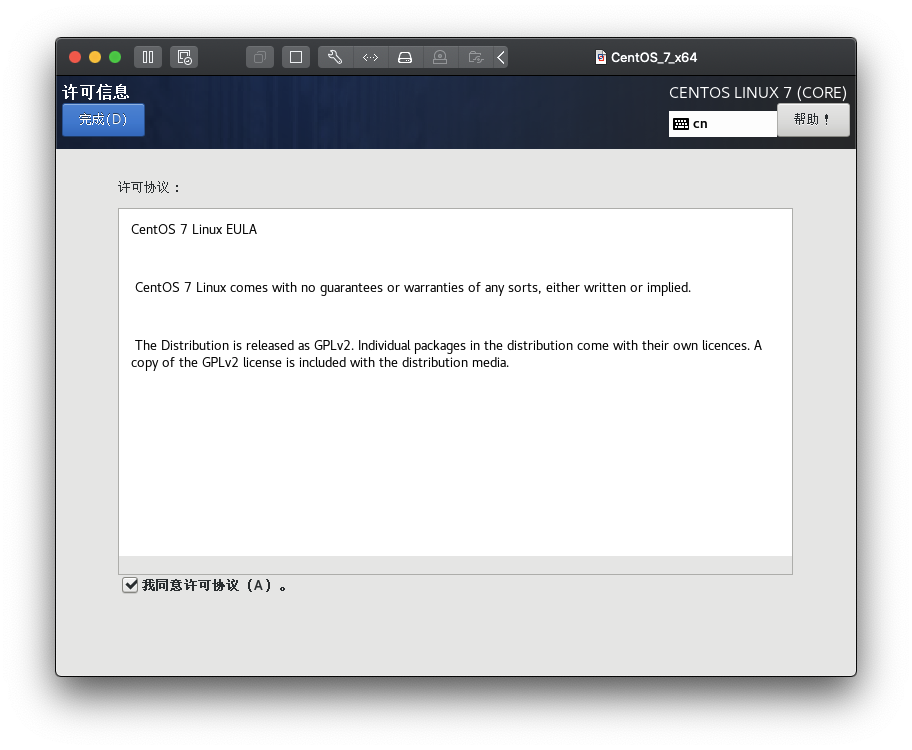 CentOS_7_x64
许可信息
CENTOS LINUX 7 (CORE)
完成(D)
cn
帮助！
许可协议：
CentOS 7 Linux EULA
CentOS 7 Linux comes with no guarantees or warranties of any sorts, either written or implied.
The Distribution is released as GPLv2. Individual packages in the distribution come with their own licences. A
copy of the GPLv2 license is included with the distribution media.
我同意许可协议（A）。